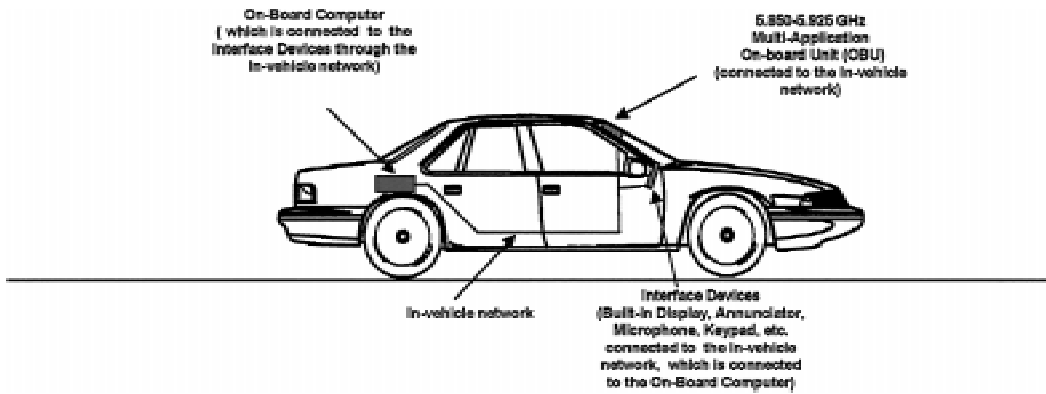 On-Board Computer
( which is connected to the
Interface Devices through the
In-vehicle network)
5.850-5.925 GHz
Multi-Application
On-board Unit (OBU)
(connected to the In-vehicle
network)
In-vehicle network
Interface Devices
(Built-in Display, Annunciator,
Microphone, Keypad, etc.
connected to the In-vehicle
network, which is connected
to the On-Board Computer)